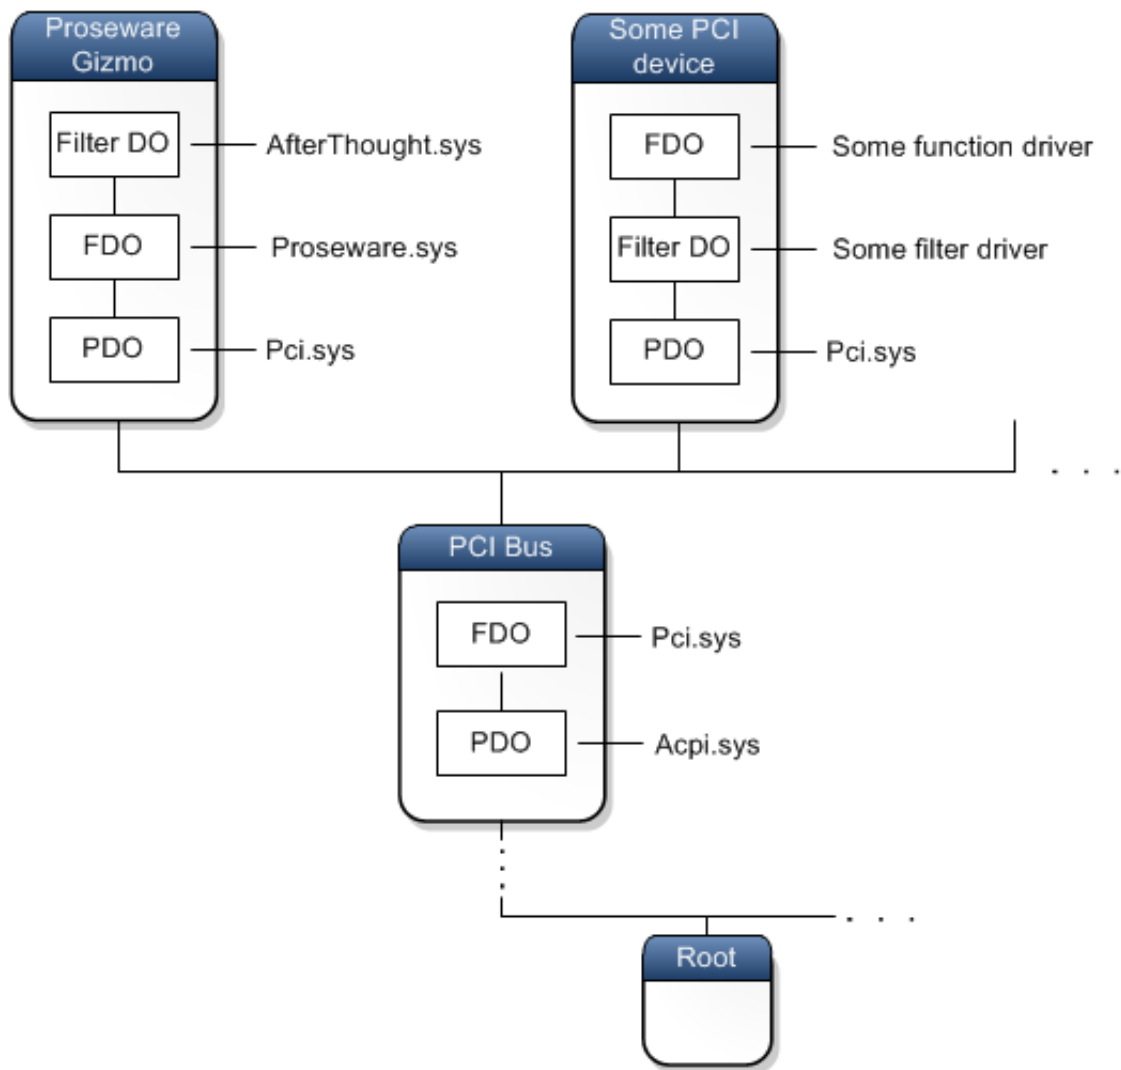 Proseware
Gizmo
Filter DO
AfterThought.sys
FDO
Proseware.sys
PDO
Pci.sys
Some PCI
device
FDO
Some function driver
Filter DO
Some filter driver
PDO
Pci.sys
. . .
PCI Bus
FDO
Pci.sys
PDO
Acpi.sys
. . .
Root